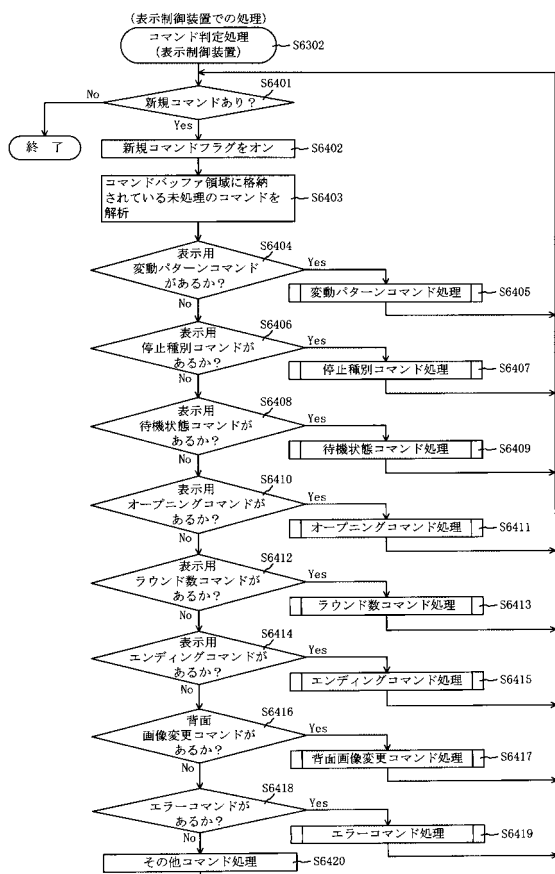 (表示制御装置での処理)
コマンド判定処理
(表示制御装置)
S6302
S6401
新規コマンドあり?
No
Yes
終 了
新規コマンドフラグをオン
S6402
コマンドバッファ領域に格納
されている未処理のコマンドを
解析
S6403
S6404
表示用
変動パターンコマンド
があるか?
Yes
No
変動パターンコマンド処理
S6405
S6406
表示用
停止種別コマンドが
あるか?
Yes
No
停止種別コマンド処理
S6407
S6408
表示用
待機状態コマンドが
あるか?
Yes
No
待機状態コマンド処理
S6409
S6410
表示用
オープニングコマンドが
あるか?
Yes
No
オープニングコマンド処理
S6411
S6412
表示用
ラウンド数コマンドが
あるか?
Yes
No
ラウンド数コマンド処理
S6413
S6414
表示用
エンディングコマンドが
あるか?
Yes
No
エンディングコマンド処理
S6415
S6416
背面
画像変更コマンドが
あるか?
Yes
No
背面画像変更コマンド処理
S6417
S6418
エラーコマンドが
あるか?
Yes
No
エラーコマンド処理
S6419
その他コマンド処理
S6420